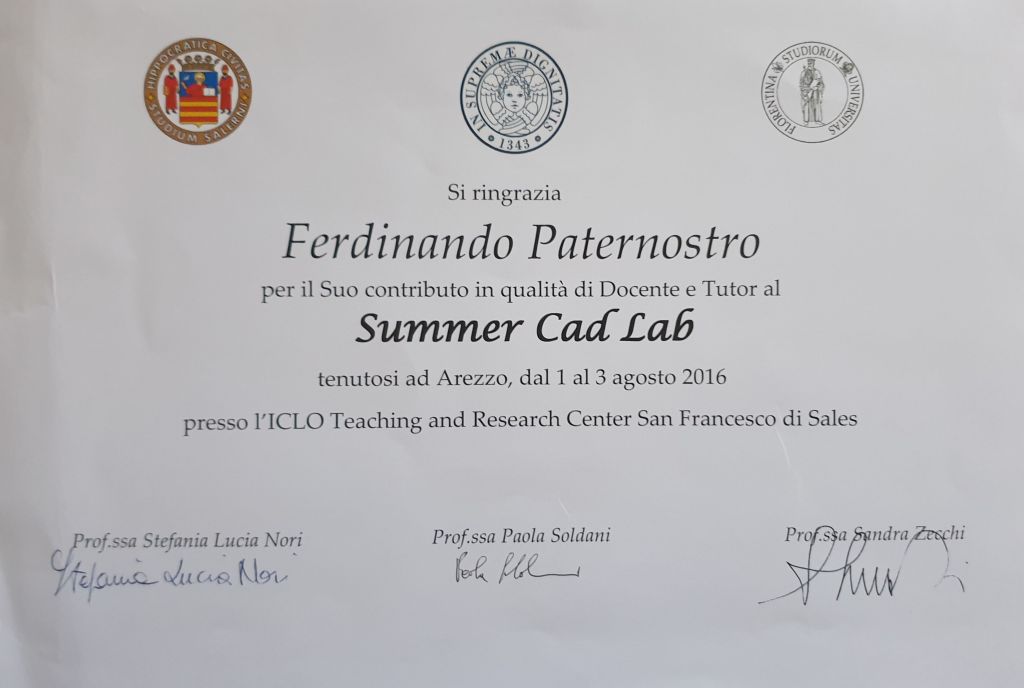 HIPPOCRATICA CIVITAS
STUDIUM SALERNI
IN SUPREMÆ DIGNITATIS
1343
FLORENTINA STUDIORUM UNIVERSITAS
Si ringrazia
Ferdinando Paternostro
per il Suo contributo in qualità di Docente e Tutor al
Summer Cad Lab
tenutosi ad Arezzo, dal 1 al 3 agosto 2016
presso l'ICLO Teaching and Research Center San Francesco di Sales
Prof.ssa Stefania Lucia Nori
Prof.ssa Paola Soldani
Prof.ssa Sandra Zecchi
Stefania Lucia Nori